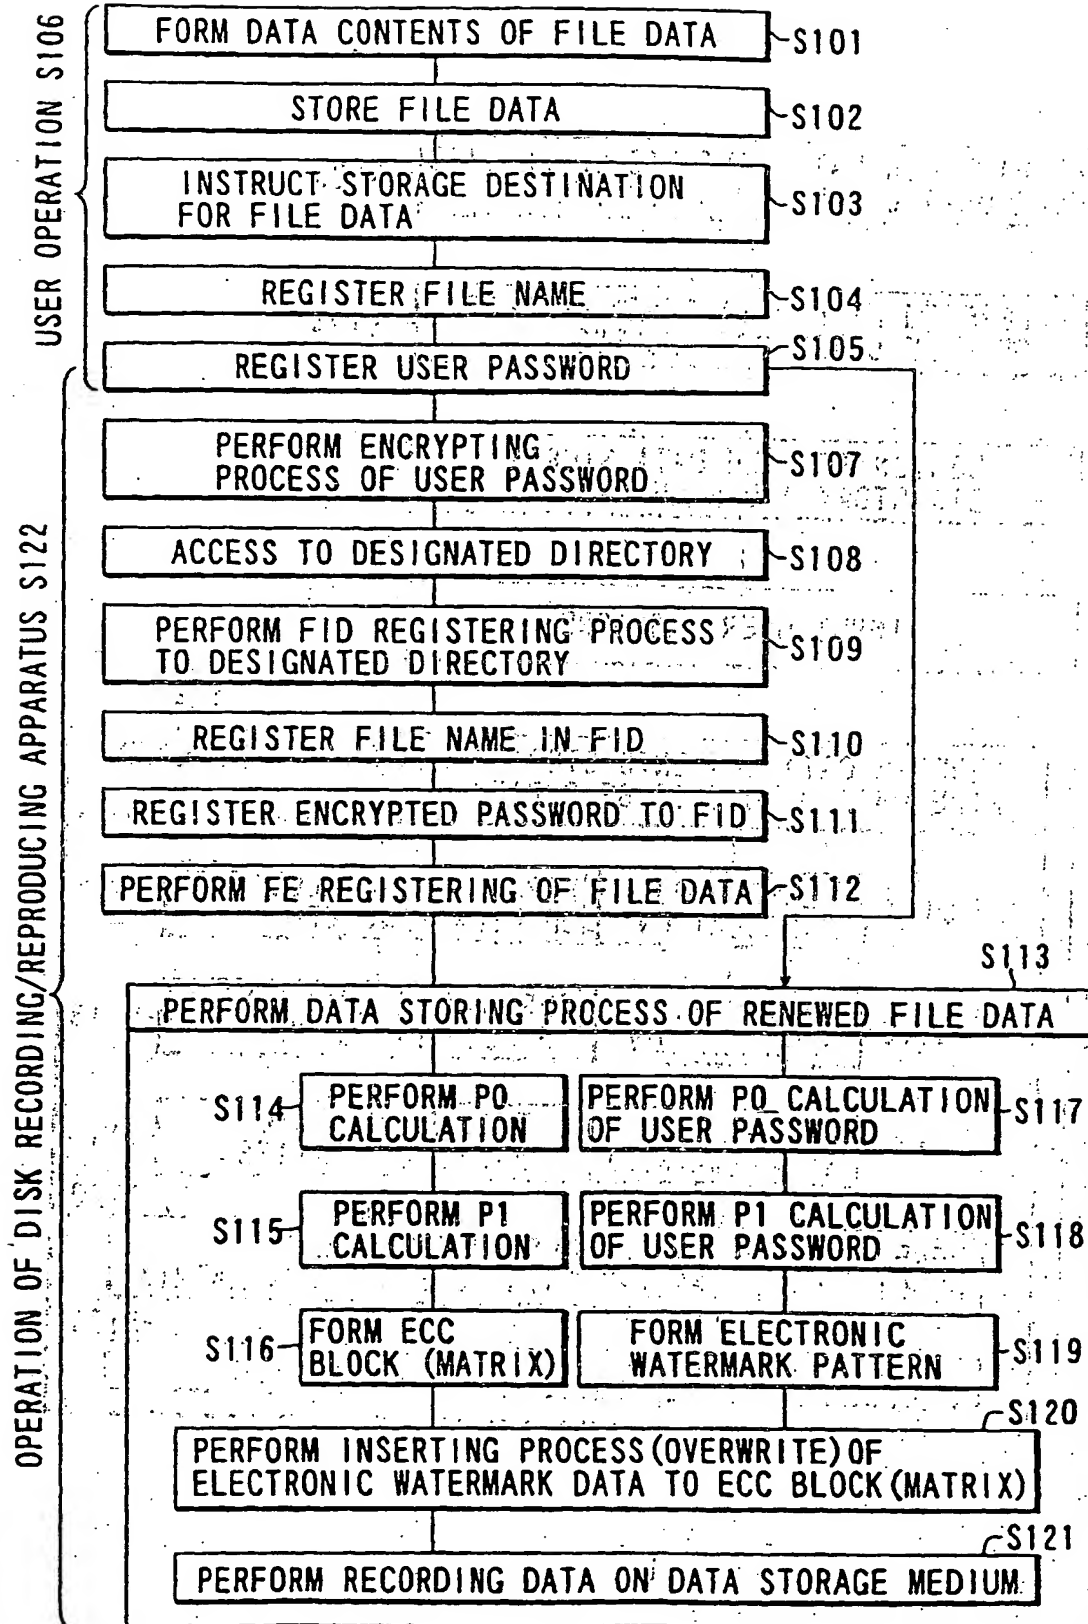 USER OPERATION S106
FORM DATA CONTENTS OF FILE DATA
S101
STORE FILE DATA
S102
INSTRUCT STORAGE DESTINATION
FOR FILE DATA
S103
REGISTER FILE NAME
S104
REGISTER USER PASSWORD
S105
OPERATION OF DISK RECORDING/REPRODUCING APPARATUS S122
PERFORM ENCRYPTING
PROCESS OF USER PASSWORD
S107
ACCESS TO DESIGNATED DIRECTORY
S108
PERFORM FID REGISTERING PROCESS
TO DESIGNATED DIRECTORY
S109
REGISTER FILE NAME IN FID
S110
REGISTER ENCRYPTED PASSWORD TO FID
S111
PERFORM FE REGISTERING OF FILE DATA
S112
S113
PERFORM DATA STORING PROCESS OF RENEWED FILE DATA
S114
PERFORM PO
CALCULATION
PERFORM PO CALCULATION
OF USER PASSWORD
S117
S115
PERFORM P1
CALCULATION
PERFORM P1 CALCULATION
OF USER PASSWORD
S118
S116
FORM ECC
BLOCK (MATRIX)
FORM ELECTRONIC
WATERMARK PATTERN
S119
S120
PERFORM INSERTING PROCESS (OVERWRITE) OF
ELECTRONIC WATERMARK DATA TO ECC BLOCK (MATRIX)
S121
PERFORM RECORDING DATA ON DATA STORAGE MEDIUM